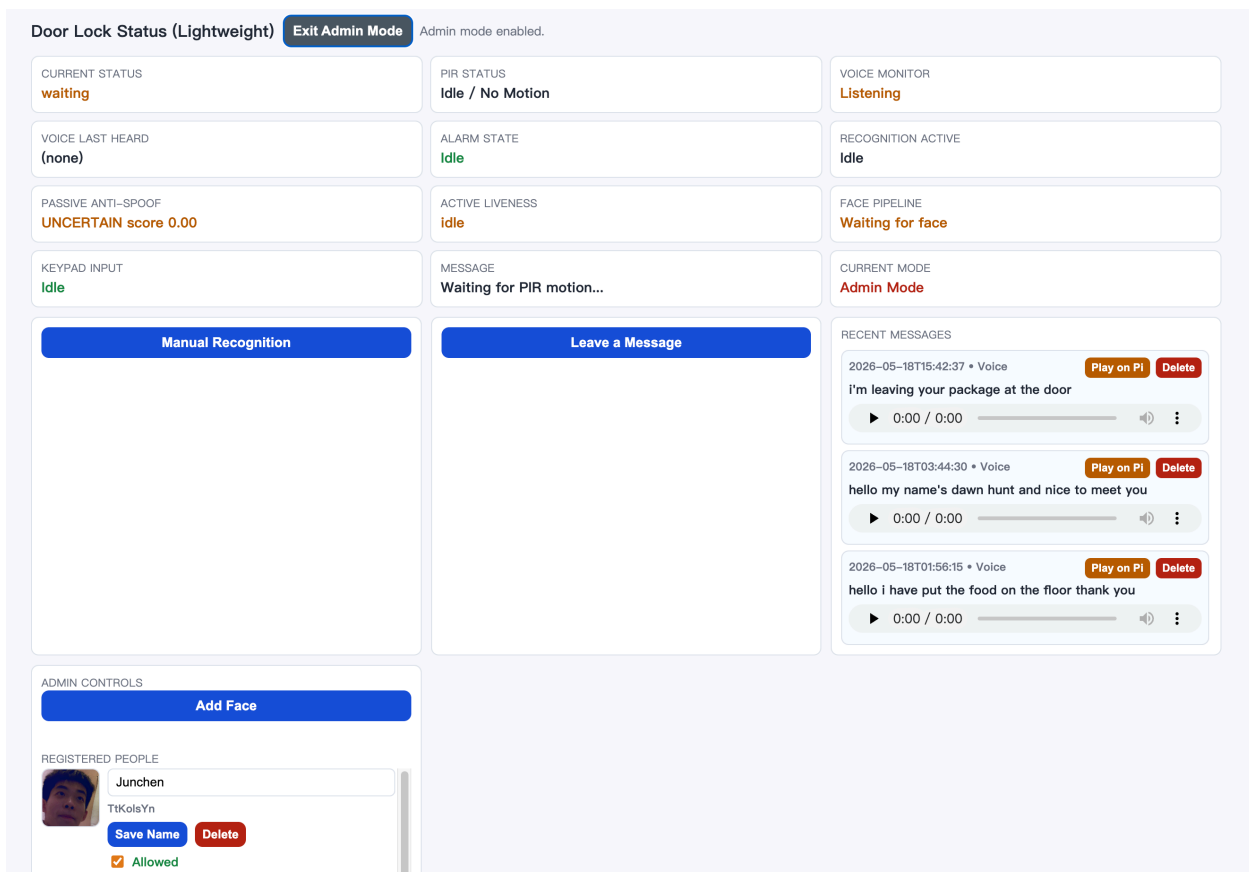 Door Lock Status (Lightweight) Exit Admin Mode Admin mode enabled.
CURRENT STATUS
waiting
PIR STATUS
Idle / No Motion
VOICE MONITOR
Listening
VOICE LAST HEARD
(none)
ALARM STATE
Idle
RECOGNITION ACTIVE
Idle
PASSIVE ANTI-SPOOF
UNCERTAIN score 0.00
ACTIVE LIVENESS
idle
FACE PIPELINE
Waiting for face
KEYPAD INPUT
Idle
MESSAGE
Waiting for PIR motion...
CURRENT MODE
Admin Mode
Manual Recognition
Leave a Message
RECENT MESSAGES
2026-05-18T15:42:37 • Voice Play on Pi Delete
i'm leaving your package at the door
0:00 / 0:00
2026-05-18T03:44:30 • Voice Play on Pi Delete
hello my name's dawn hunt and nice to meet you
0:00 / 0:00
2026-05-18T01:56:15 • Voice Play on Pi Delete
hello i have put the food on the floor thank you
0:00 / 0:00
ADMIN CONTROLS
Add Face
REGISTERED PEOPLE
Junchen
TtKolsYn
Save Name Delete
Allowed